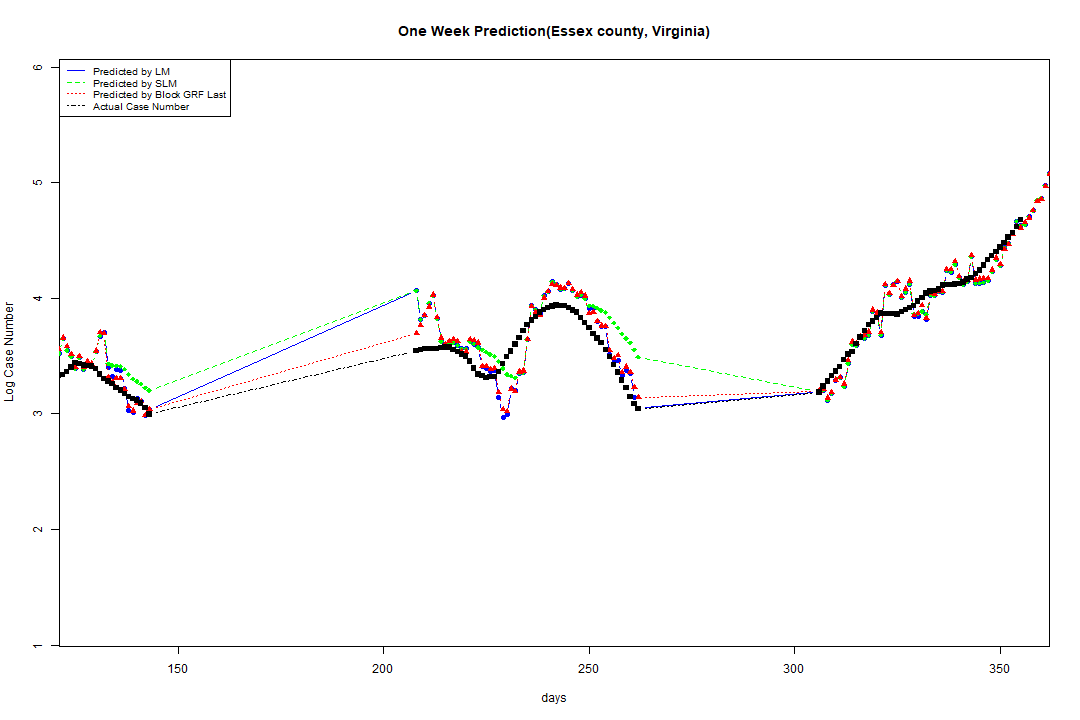 One Week Prediction(Essex county, Virginia)
Predicted by LM
Predicted by SLM
Predicted by Block GRF Last
Actual Case Number
6
5
4
3
2
1
Log Case Number
150
200
250
300
350
days